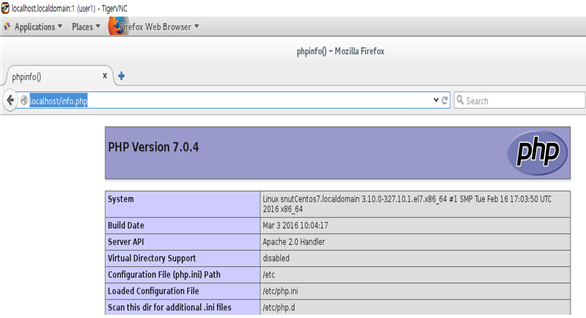 localhost.localdomain:1 (user1) - TigerVNC
Applications Places Firefox Web Browser
phpinfo() - Mozilla Firefox
phpinfo() x
localhost/info.php Search
PHP Version 7.0.4 php
System Linux snutCentos7.localdomain 3.10.0-327.10.1.el7.x86_64 #1 SMP Tue Feb 16 17:03:50 UTC
2016 x86_64
Build Date Mar 3 2016 10:04:17
Server API Apache 2.0 Handler
Virtual Directory Support disabled
Configuration File (php.ini) Path /etc
Loaded Configuration File /etc/php.ini
Scan this dir for additional .ini files /etc/php.d